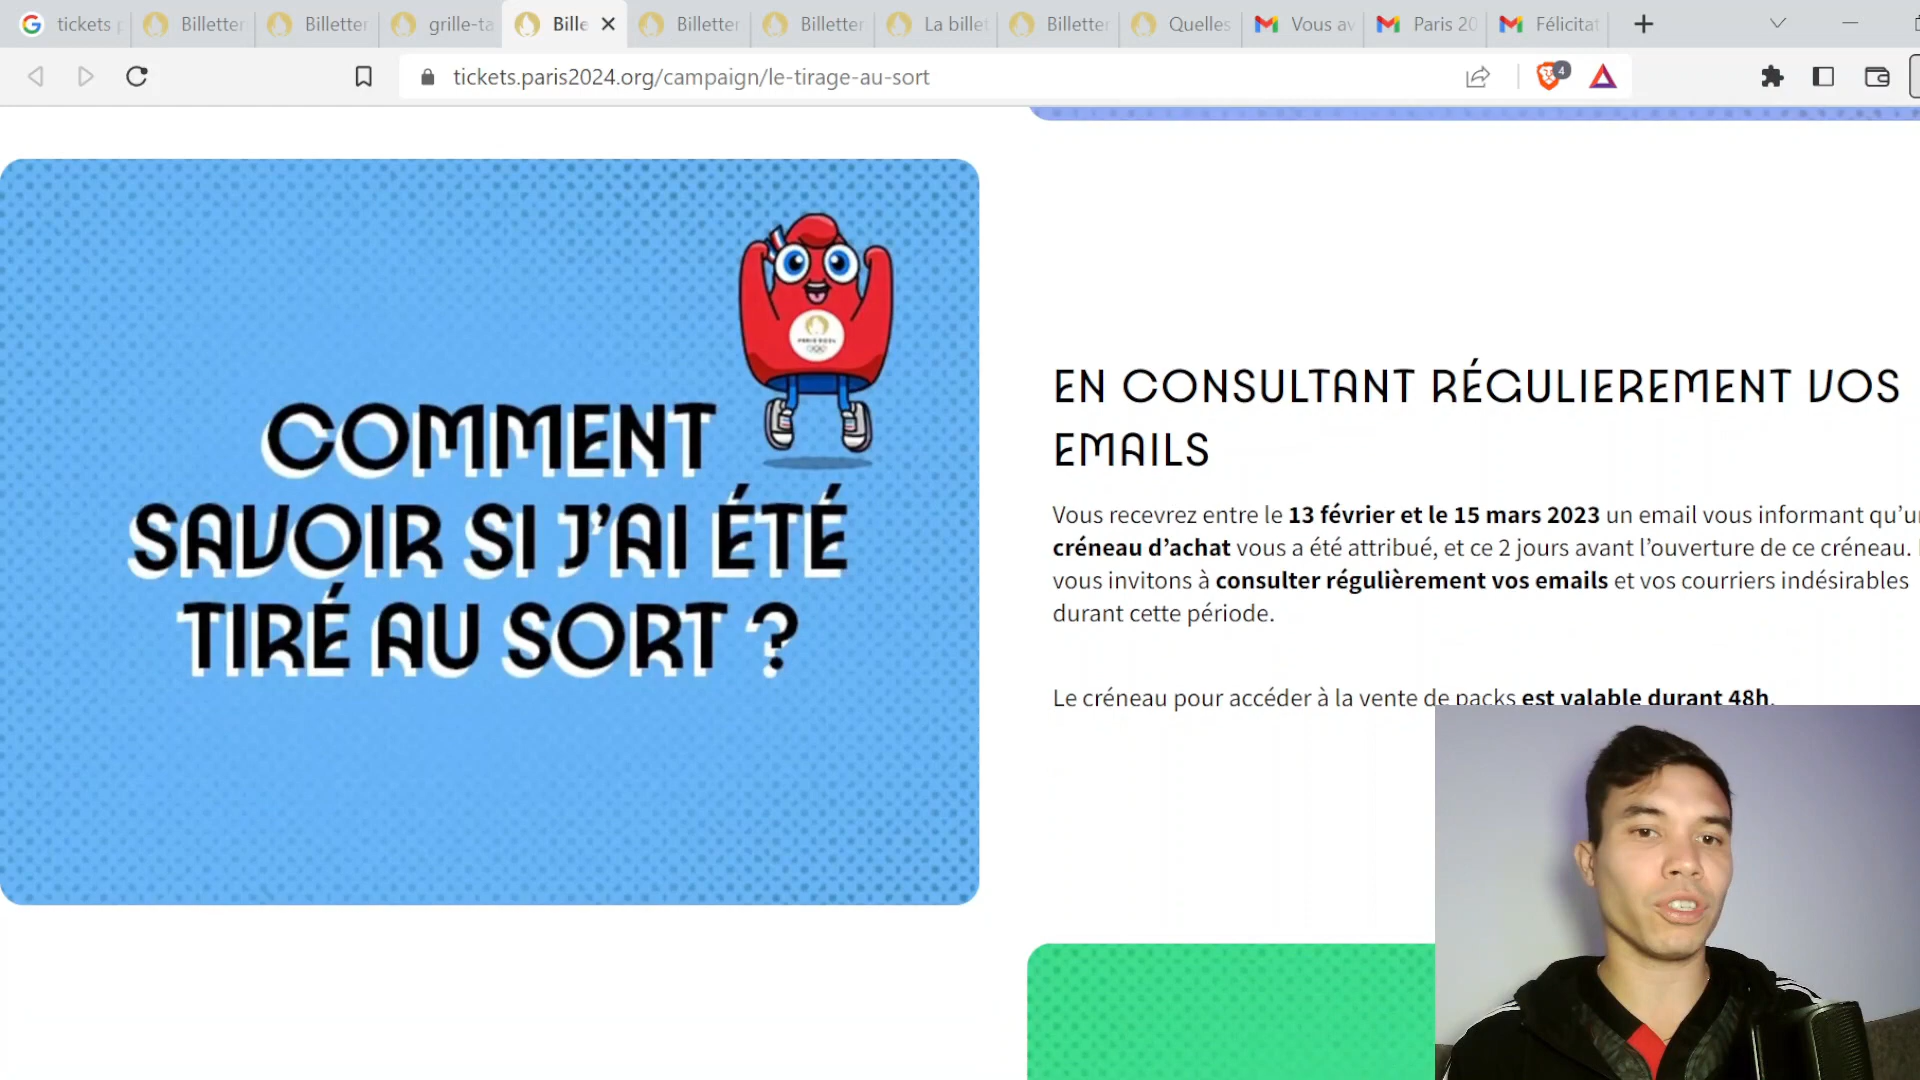 tickets p
Billetter
Billetter
grille-ta
Bille
Billetter
Billetter
La billet
Billetter
Quelles
Vous av
Paris 20
Félicitat
tickets.paris2024.org/campaign/le-tirage-au-sort
4
COMMENT
SAVOIR SI J’AI ÉTÉ
TIRÉ AU SORT ?
PARIS 2024
EN CONSULTANT RÉGULIEREMENT VOS
EMAILS
Vous recevrez entre le 13 février et le 15 mars 2023 un email vous informant qu’un
créneau d’achat vous a été attribué, et ce 2 jours avant l’ouverture de ce créneau.
vous invitons à consulter régulièrement vos emails et vos courriers indésirables
durant cette période.
Le créneau pour accéder à la vente de packs est valable durant 48h.